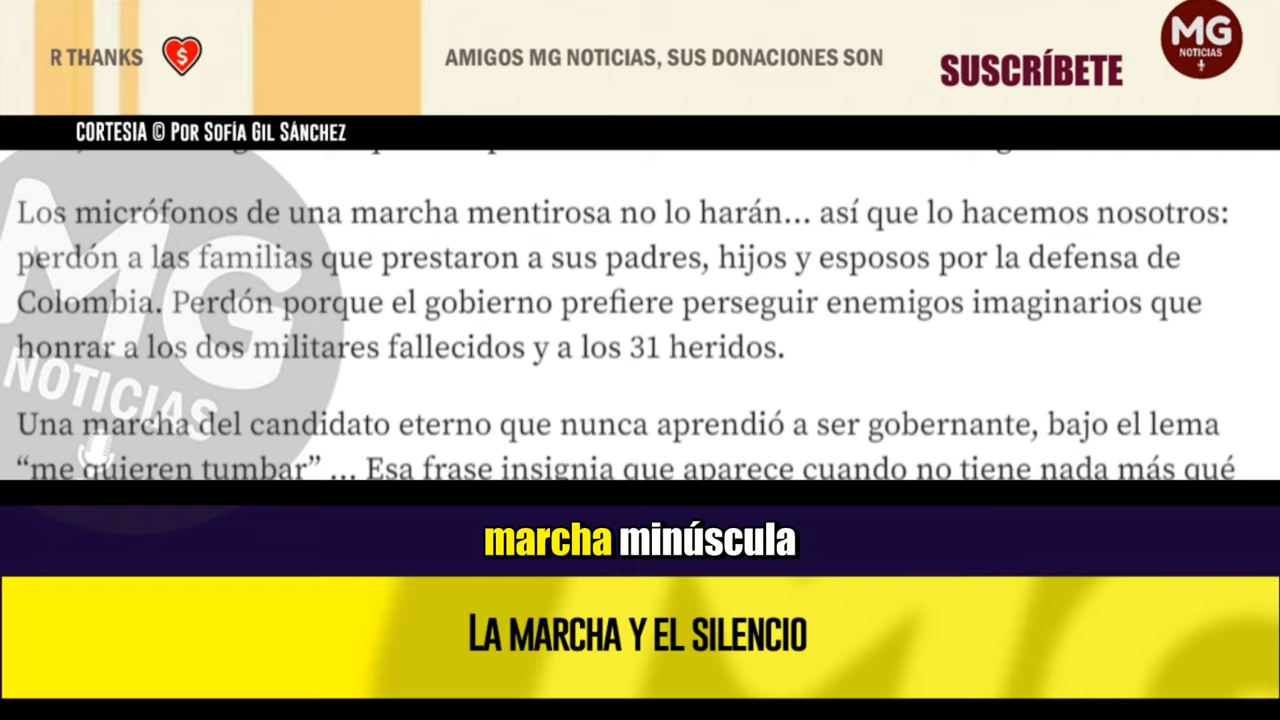 R THANKS
AMIGOS MG NOTICIAS, SUS DONACIONES SON
SUSCRÍBETE
MG
NOTICIAS
CORTESIA © POR SOFÍA GIL SÁNCHEZ
Los micrófonos de una marcha mentirosa no lo harán... así que lo hacemos nosotros:
perdón a las familias que prestaron a sus padres, hijos y esposos por la defensa de
Colombia. Perdón porque el gobierno prefiere perseguir enemigos imaginarios que
honrar a los dos militares fallecidos y a los 31 heridos.
Una marcha del candidato eterno que nunca aprendió a ser gobernante, bajo el lema
“me quieren tumbar” ... Esa frase insignia que aparece cuando no tiene nada más qué
MG
NOTICIAS
marcha minúscula
LA MARCHA Y EL SILENCIO